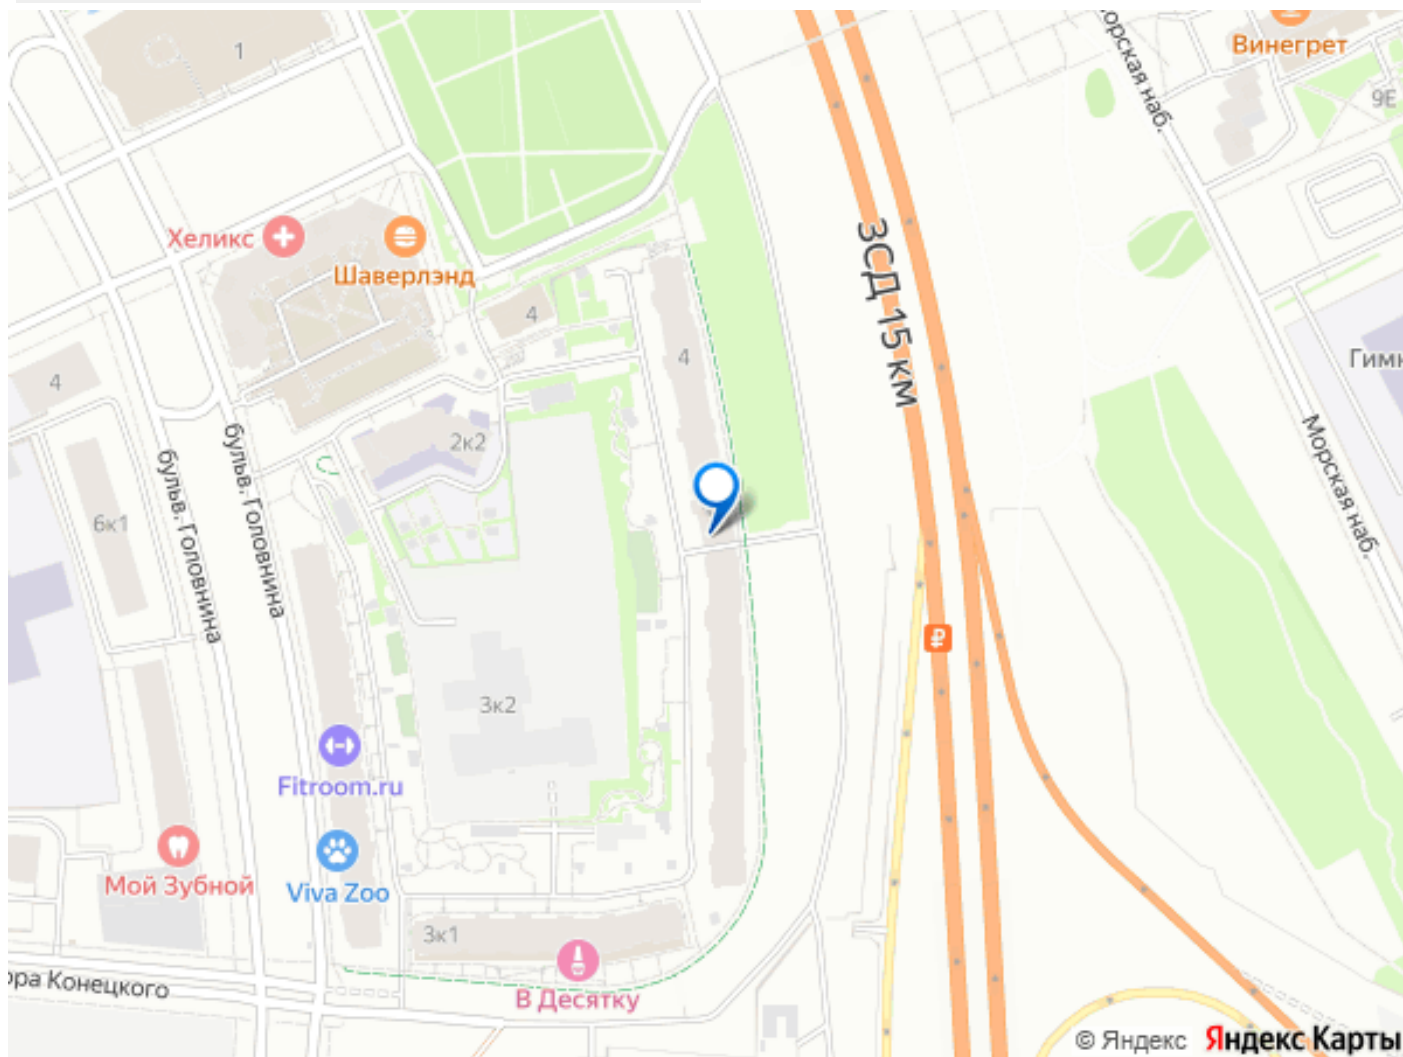 1
орская наб.
Винегрет
9Е
Хеликс
Шаверлэнд
ЗСД 15 км
4
4
4
Гимн
2к2
бульв. Головнина
бульв. Головнина
6к1
Морская наб.
3к2
Fitroom.ru
Мой Зубной
Viva Zoo
3к1
ора Конецкого
В Десятку
© Яндекс Яндекс Карты